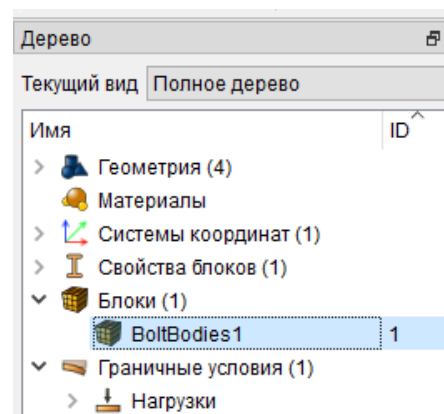 Дерево
Текущий вид Полное дерево
Имя ID
Геометрия (4)
Материалы
Системы координат (1)
Свойства блоков (1)
Блоки (1)
BoltBodies1 1
Граничные условия (1)
Нагрузки